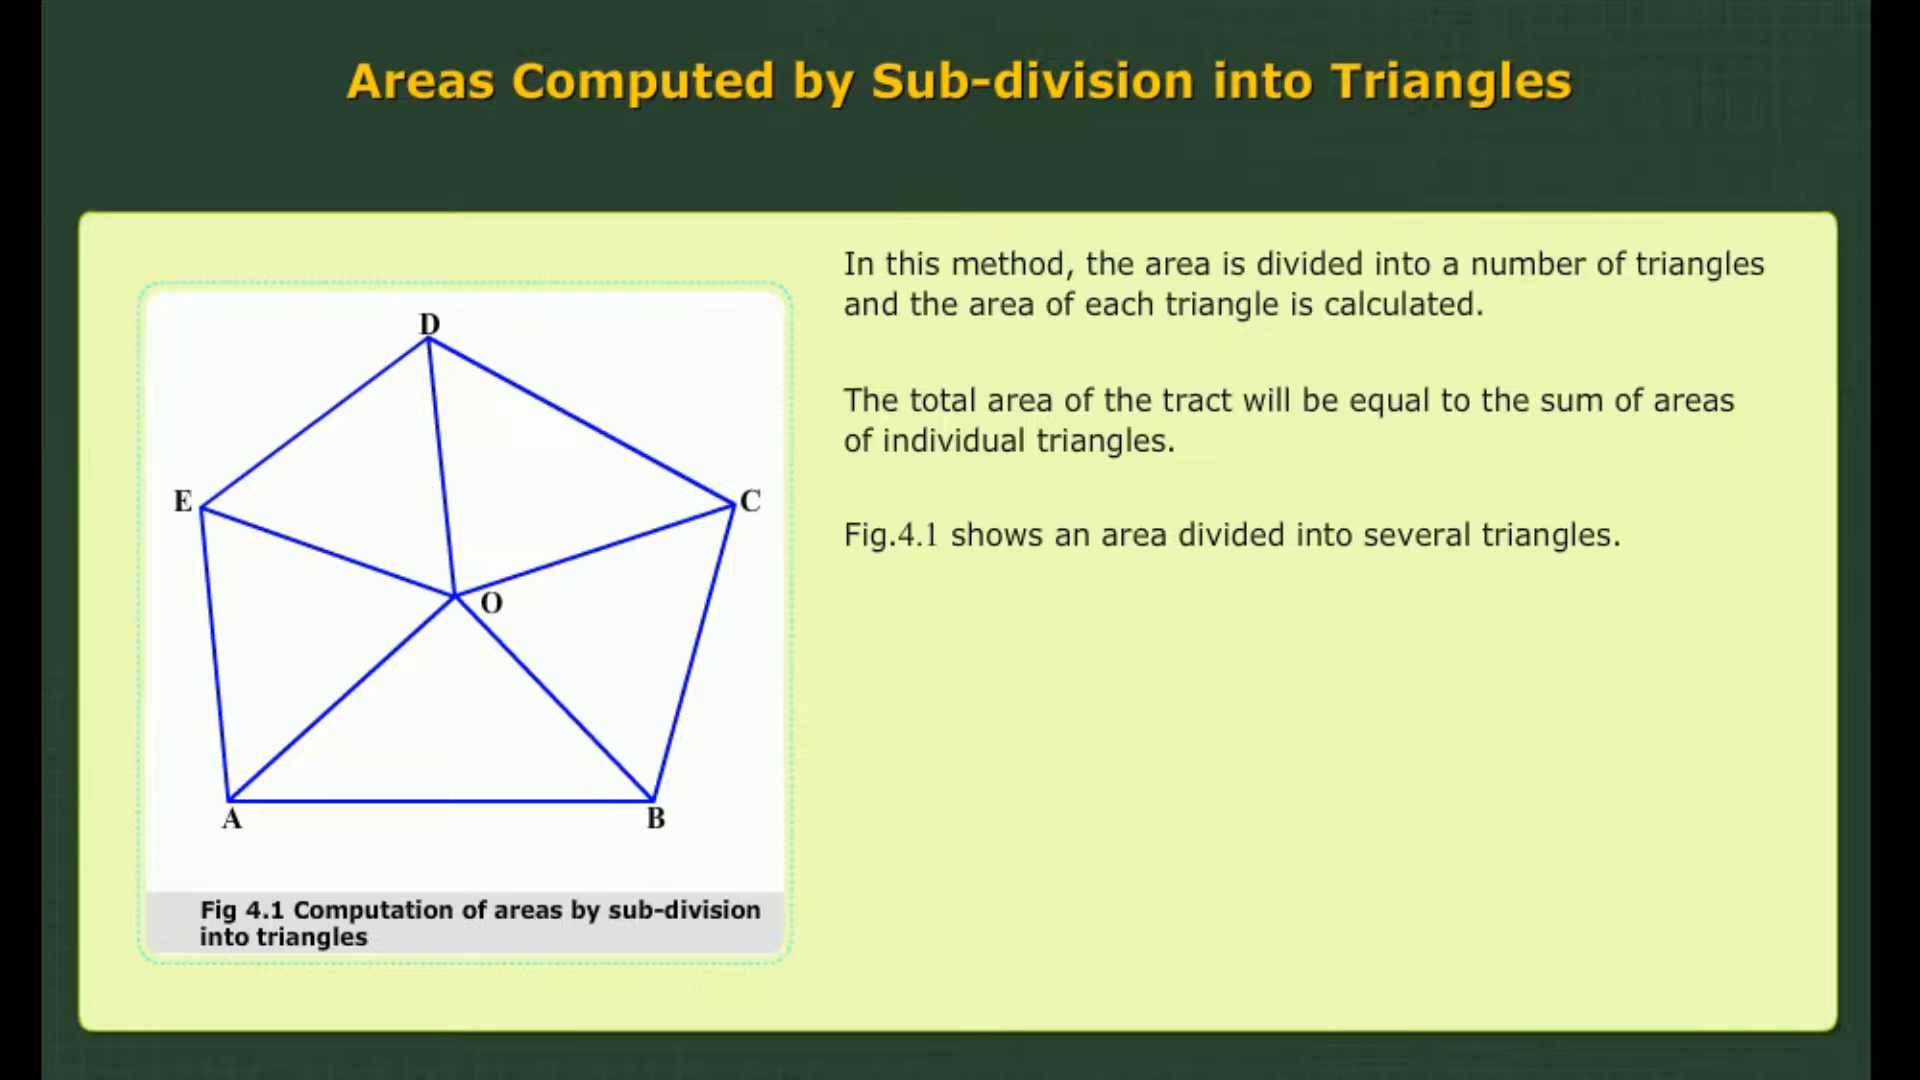 Areas Computed by Sub-division into Triangles
D
E
C
O
A
B
Fig 4.1 Computation of areas by sub-division
into triangles
In this method, the area is divided into a number of triangles
and the area of each triangle is calculated.
The total area of the tract will be equal to the sum of areas
of individual triangles.
Fig.4.1 shows an area divided into several triangles.